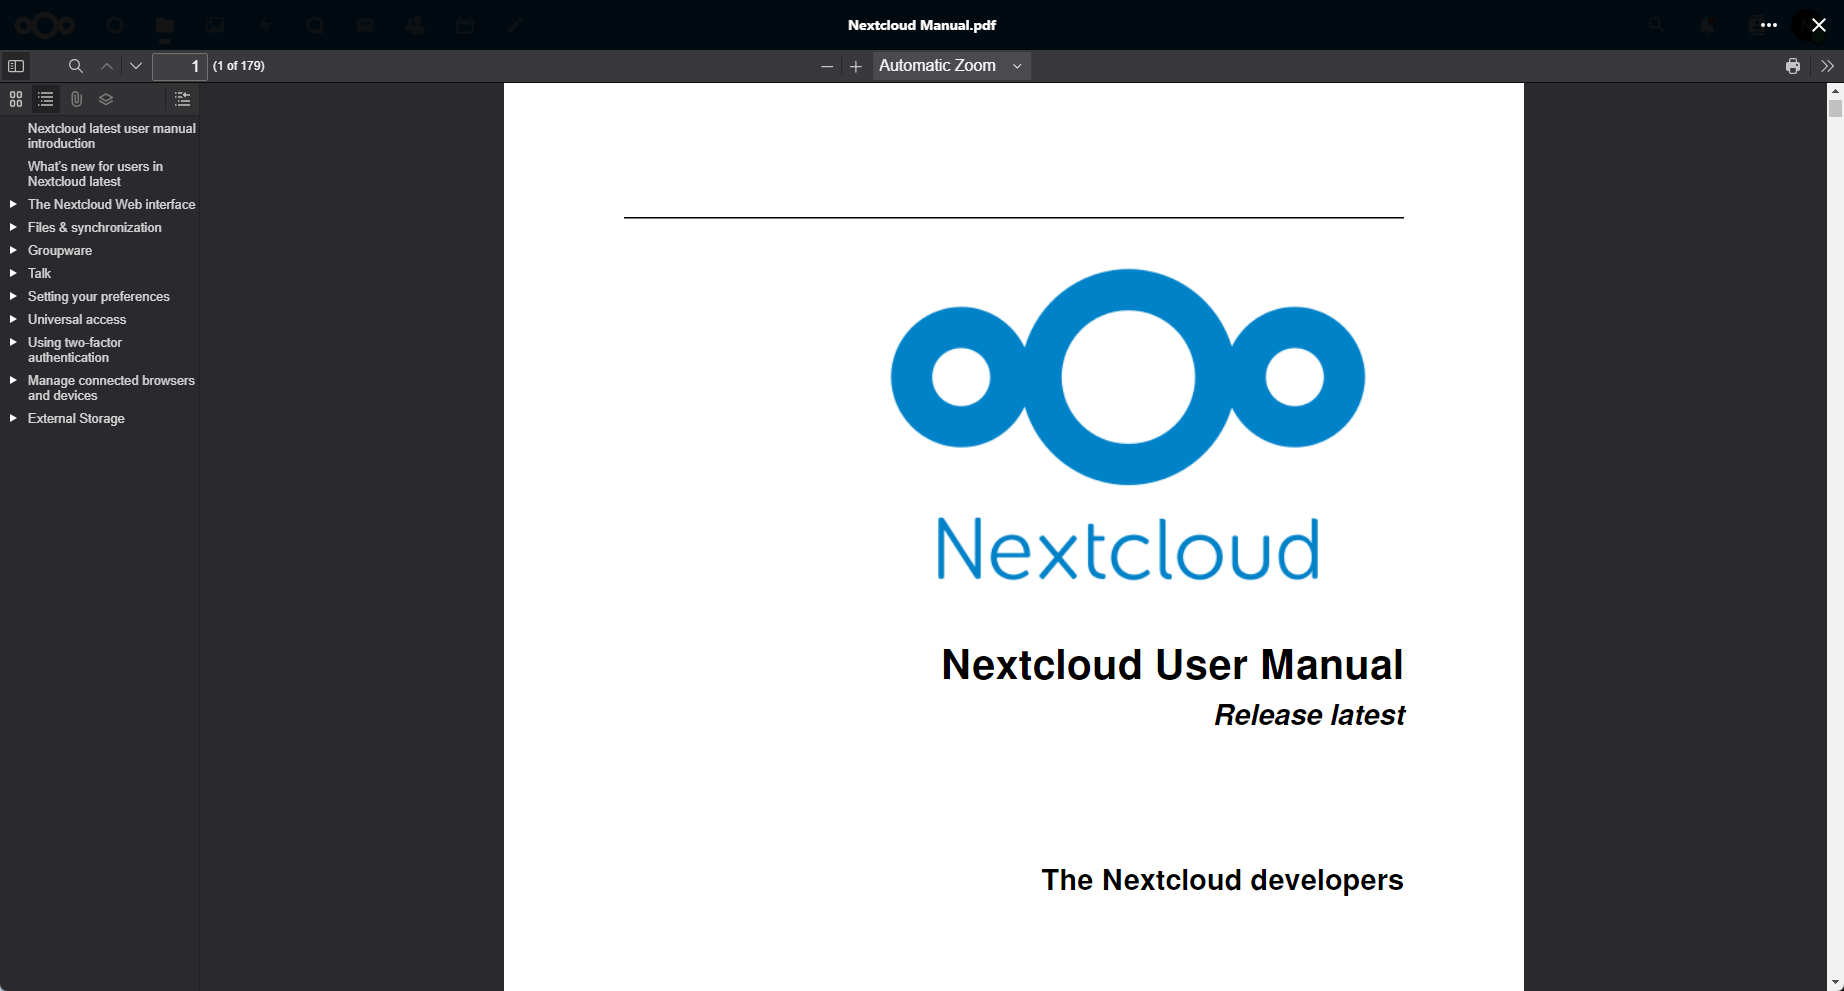 Nextcloud Manual.pdf
1
(1 of 179)
Automatic Zoom
Nextcloud latest user manual
introduction
What's new for users in
Nextcloud latest
The Nextcloud Web interface
Files & synchronization
Groupware
Talk
Setting your preferences
Universal access
Using two-factor
authentication
Manage connected browsers
and devices
External Storage
Nextcloud
Nextcloud User Manual
Release latest
The Nextcloud developers